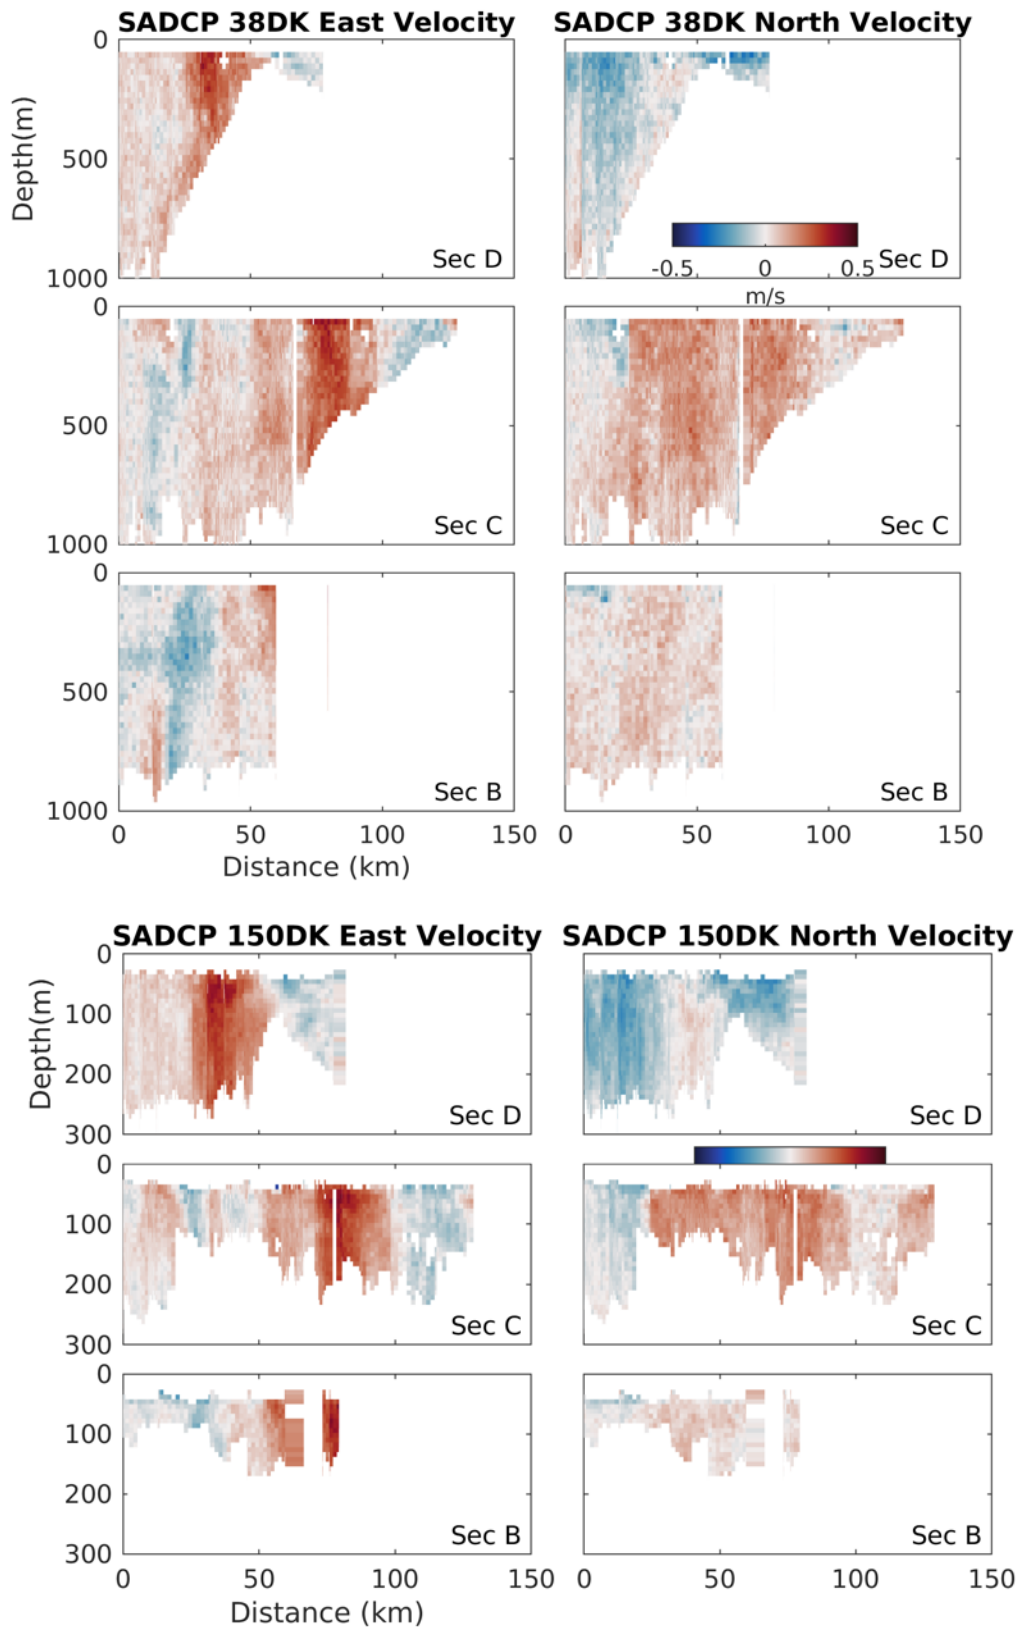 SADCP 38DK East Velocity
SADCP 38DK North Velocity
0
500
1000
Depth(m)
Sec D
-0.5 0 0.5
m/s
Sec D
0
500
1000
Sec C
Sec C
0
500
1000
Sec B
Sec B
0 50 100 150
0 50 100 150
Distance (km)
SADCP 150DK East Velocity
SADCP 150DK North Velocity
0
100
200
300
Depth(m)
Sec D
Sec D
0
100
200
300
Sec C
Sec C
0
100
200
300
Sec B
Sec B
0 50 100 150
0 50 100 150
Distance (km)